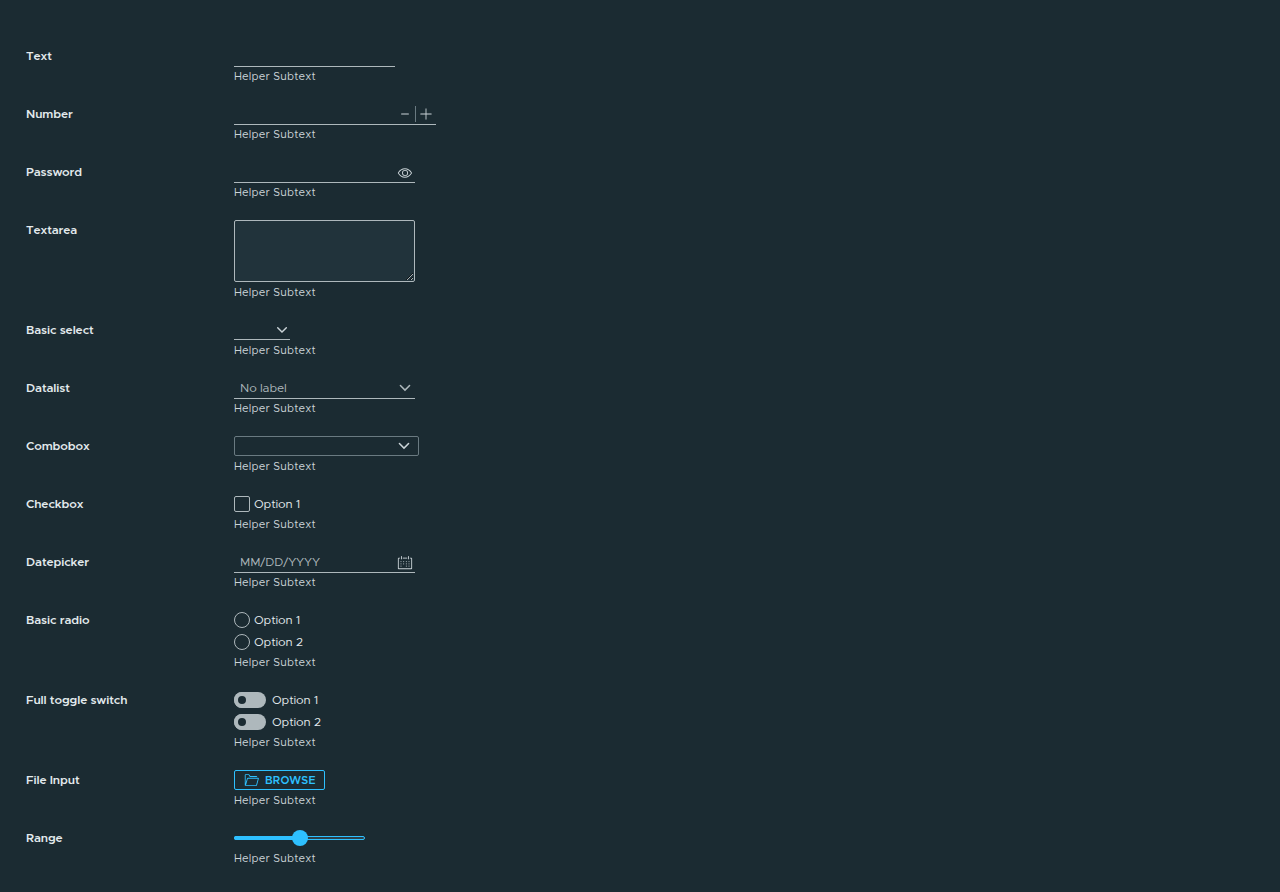 Text
Helper Subtext
Number
Helper Subtext
Password
Helper Subtext
Textarea
Helper Subtext
Basic select
Helper Subtext
Datalist No label
Helper Subtext
Combobox
Helper Subtext
Checkbox Option 1
Helper Subtext
Datepicker MM/DD/YYYY
Helper Subtext
Basic radio Option 1
Option 2
Helper Subtext
Full toggle switch Option 1
Option 2
Helper Subtext
File Input BROWSE
Helper Subtext
Range
Helper Subtext